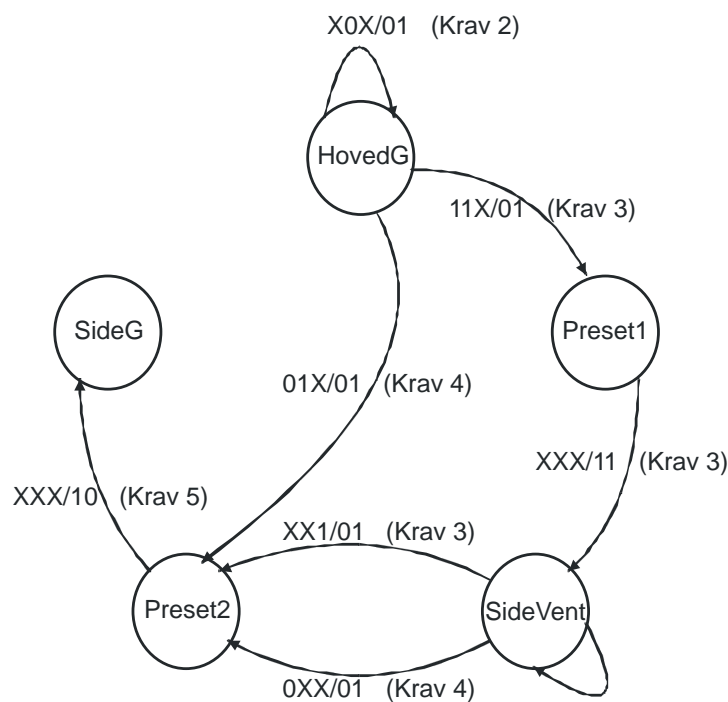 X0X/01 (Krav 2)
HovedG
11X/01 (Krav 3)
SideG
Preset1
01X/01 (Krav 4)
XXX/11 (Krav 3)
XXX/10 (Krav 5)
XX1/01 (Krav 3)
Preset2
SideVent
0XX/01 (Krav 4)